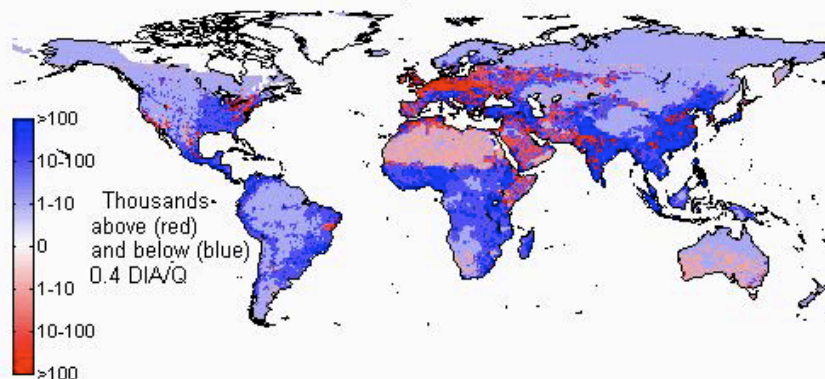 >100
10-100
1-10
0
1-10
10-100
>100
Thousands
above (red)
and below (blue)
0.4 DIA/Q